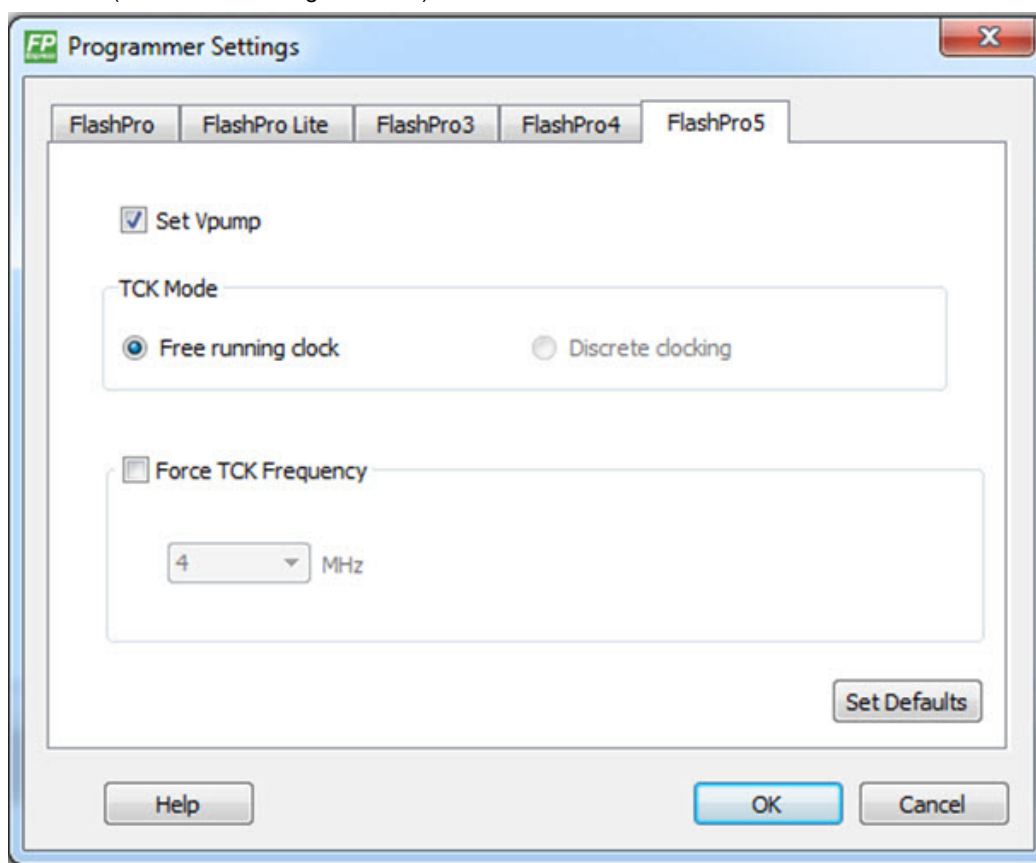 FP Express Programmer Settings
FlashPro FlashPro Lite FlashPro3 FlashPro4 FlashPro5
Set Vpump
TCK Mode
Free running clock Discrete clocking
Force TCK Frequency
4 MHz
Set Defaults
Help OK Cancel